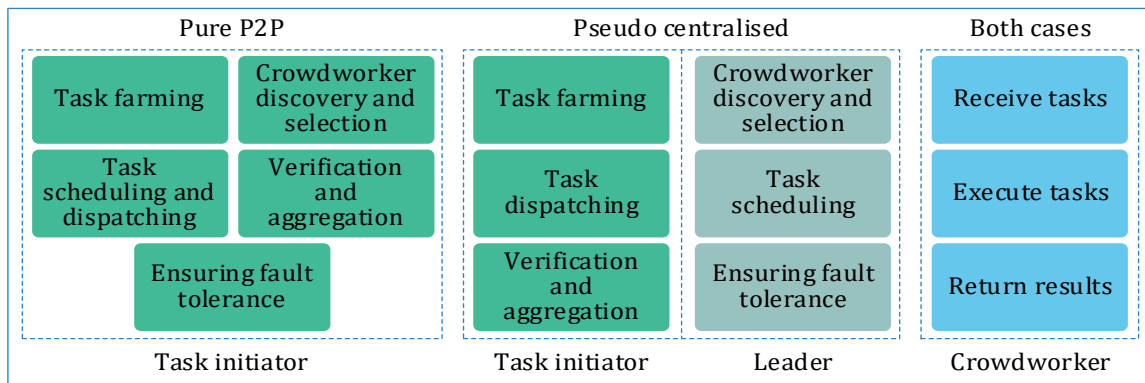 Pure P2P
Task farming
Crowdworker
discovery and
selection
Task
scheduling and
dispatching
Verification
and
aggregation
Ensuring fault
tolerance
Task initiator
Pseudo centralised
Task farming
Crowdworker
discovery and
selection
Task
dispatching
Task
scheduling
Verification
and
aggregation
Ensuring fault
tolerance
Task initiator
Leader
Both cases
Receive tasks
Execute tasks
Return results
Crowdworker